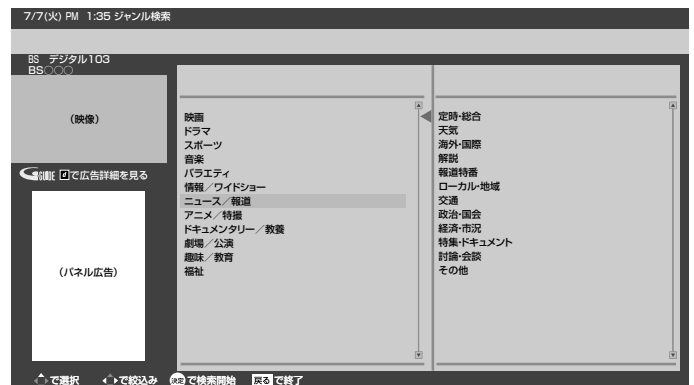 7/7(火) PM 1:35 ジャンル検索
BS デジタル103
BS○○○
(映像)
GGUIDE dで広告詳細を見る
(パネル広告)
映画
ドラマ
スポーツ
音楽
バラエティ
情報／ワイドショー
ニュース／報道
アニメ／特撮
ドキュメンタリー／教養
劇場／公演
趣味／教育
福祉
定時・総合
天気
海外・国際
解説
報道特番
ローカル・地域
交通
政治・国会
経済・市況
特集・ドキュメント
討論・会談
その他
で選択 で絞込み 決定で検索開始 戻るで終了